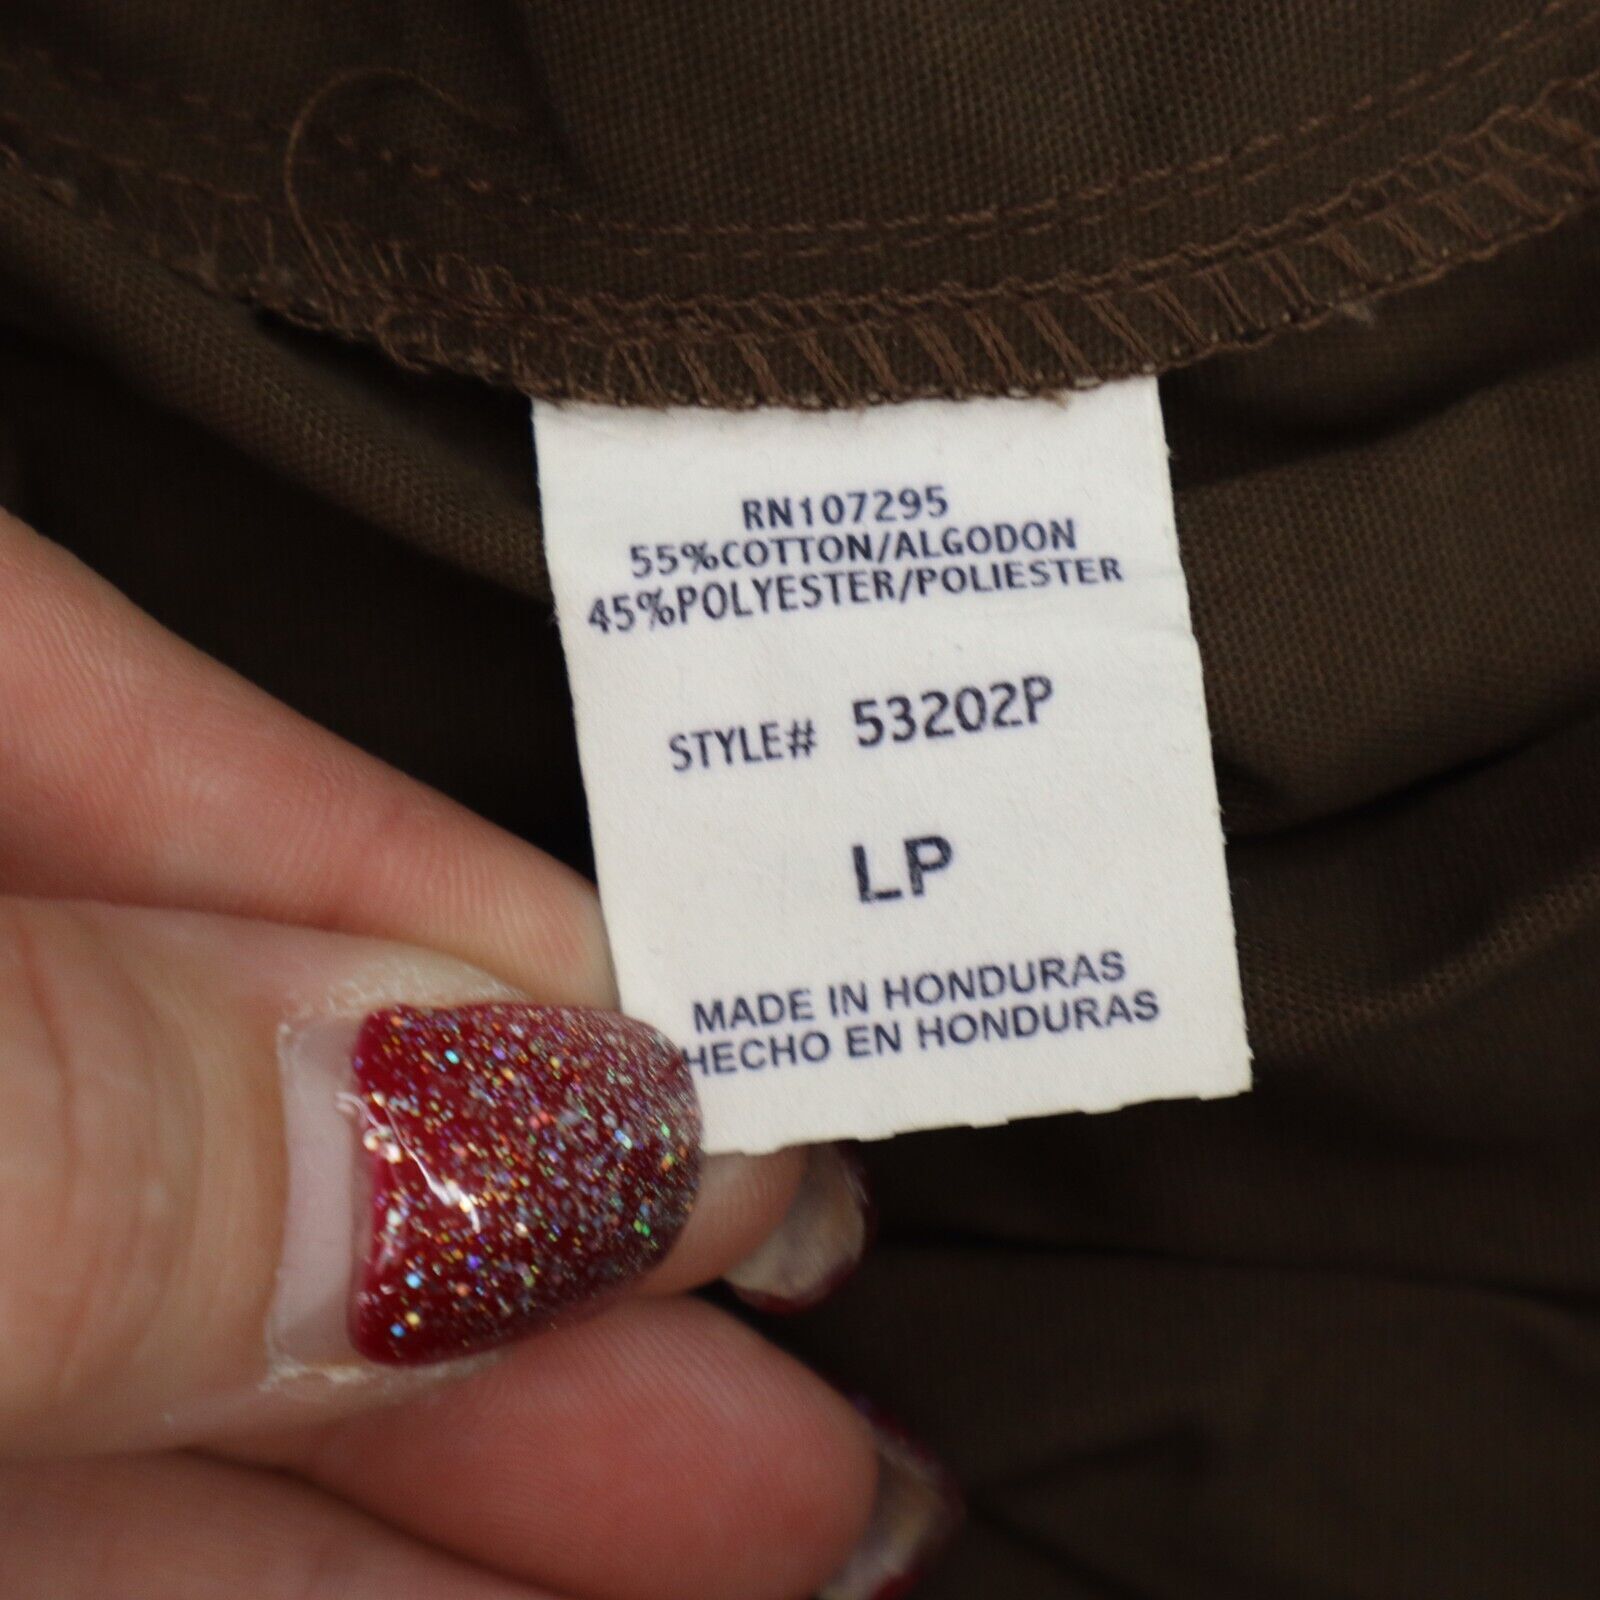 RN107295
55%COTTON/ALGODON
45%POLYESTER/POLIESTER
STYLE# 53202P
LP
MADE IN HONDURAS
HECHO EN HONDURAS